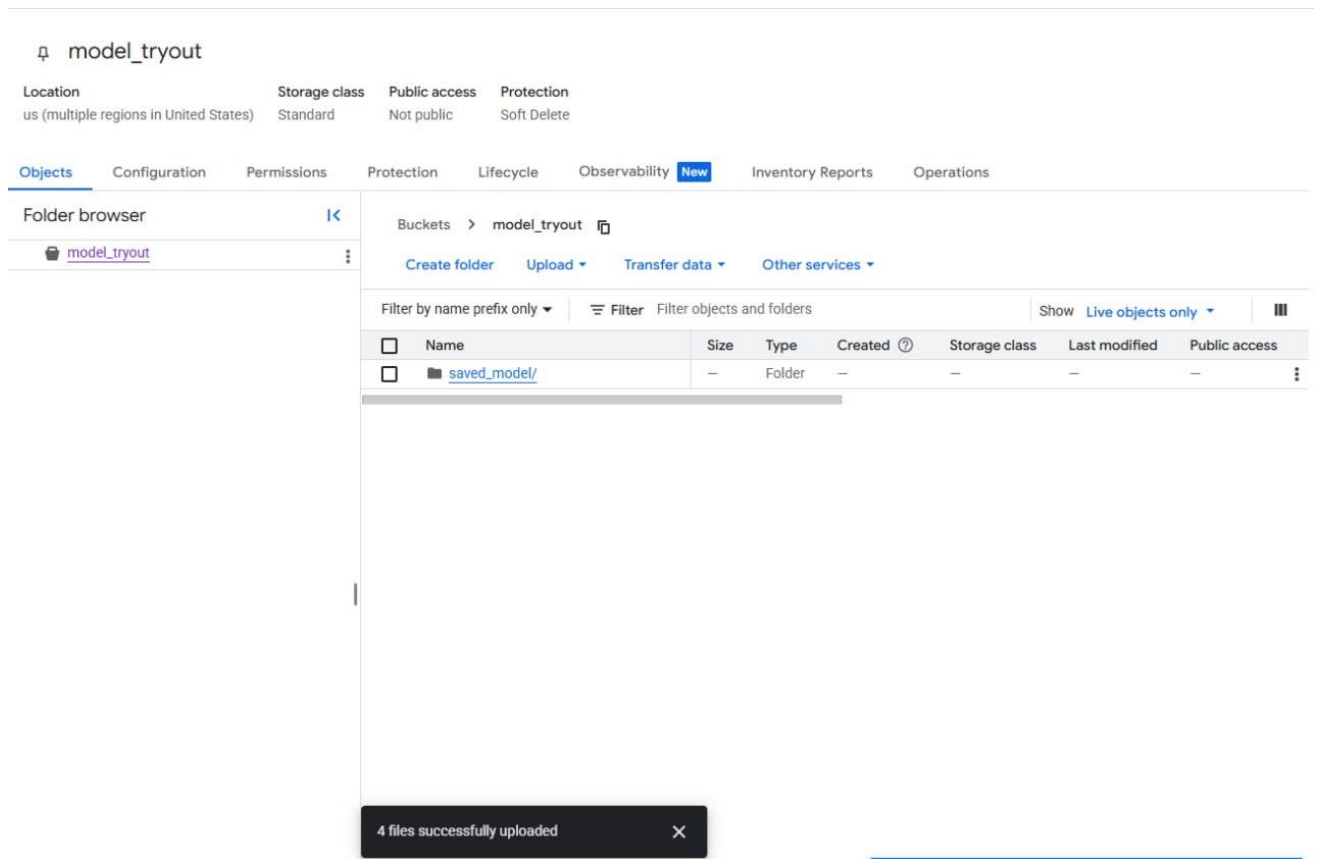 model_tryout
Location Storage class Public access Protection
us (multiple regions in United States) Standard Not public Soft Delete
Objects Configuration Permissions Protection Lifecycle Observability New Inventory Reports Operations
Folder browser
model_tryout
Buckets > model_tryout
Create folder Upload Transfer data Other services
Filter by name prefix only Filter Filter objects and folders Show Live objects only
Name Size Type Created Storage class Last modified Public access
saved_model/ — Folder — — — —
4 files successfully uploaded